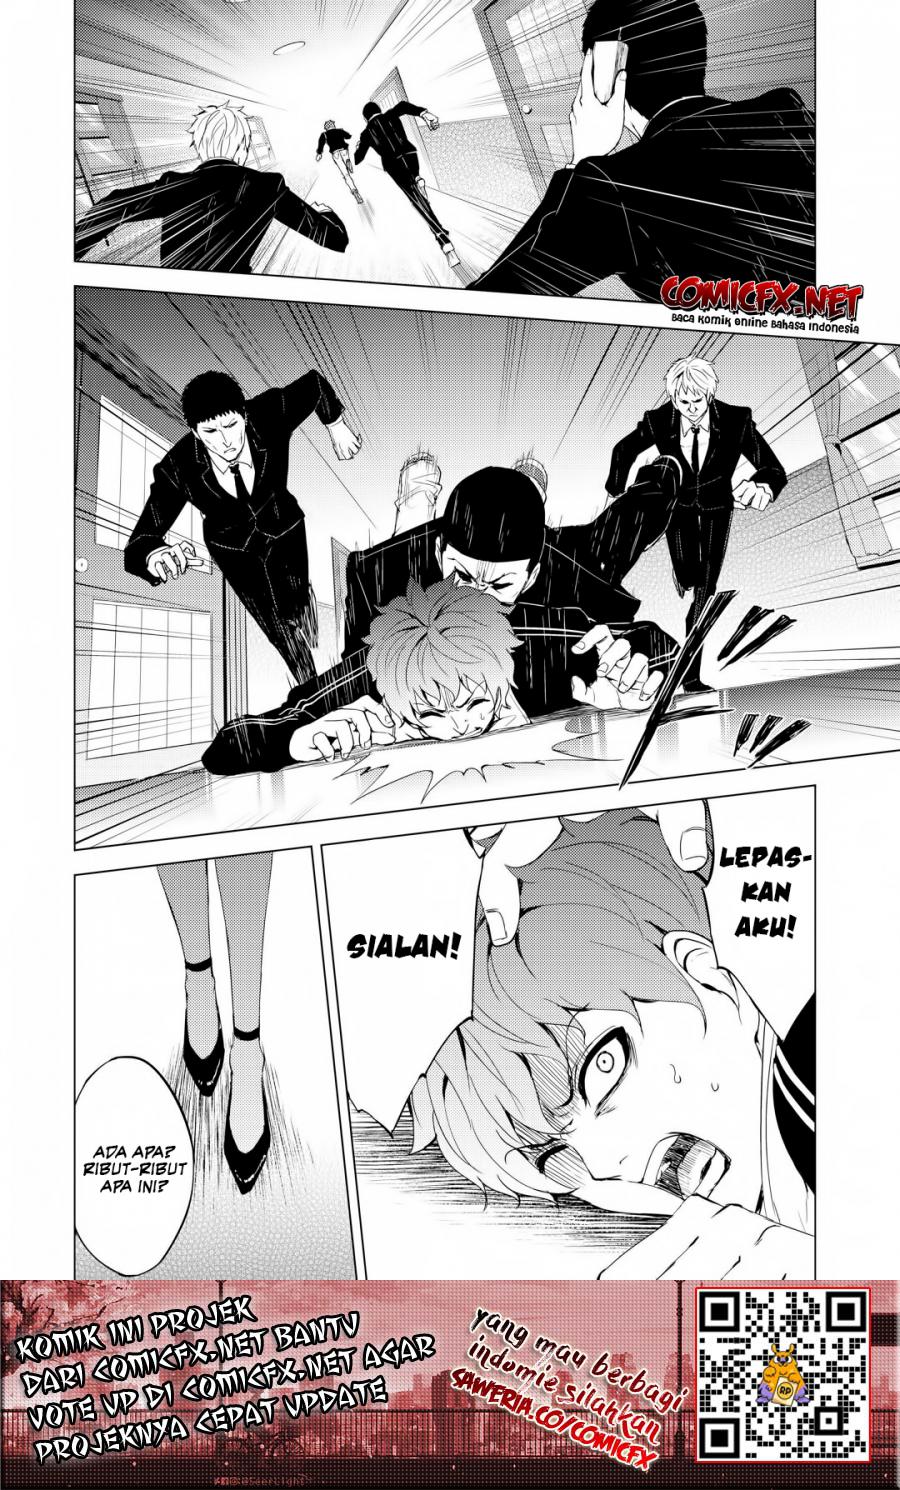 COMICFX.NET
Baca Komik Online Bahasa Indonesia
LEPAS-
KAN
AKU!
SIALAN!
ADA APA?
RIBUT-RIBUT
APA INI?
KOMIK INI PROJEK
DARI COMICFX.NET BANTU
VOTE UP DI COMICFX.NET AGAR
PROJEKNYA CEPAT UPDATE
yang mau berbagi
indomie silahkan
SAWERIA.CO/COMICFX
RP
@SeerLight